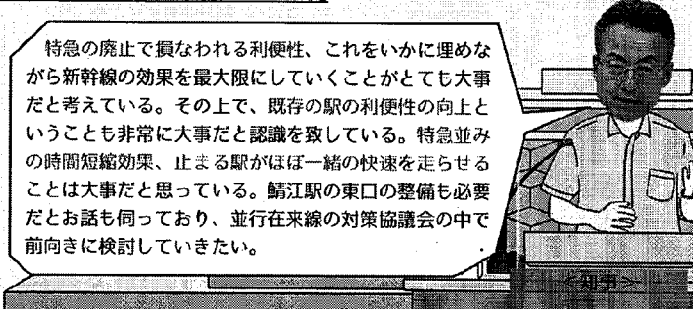 特急の廃止で損なわれる利便性、これをいかに埋めな
がら新幹線の効果を最大限にしていくことがとても大事
だと考えている。その上で、既存の駅の利便性の向上と
いうことも非常に大事だと認識を致している。特急並み
の時間短縮効果、止まる駅がほぼ一緒の快速を走らせる
ことは大事だと思っている。鯖江駅の東口の整備も必要
だとお話も伺っており、並行在来線の対策協議会の中で
前向きに検討していきたい。
＜知事＞